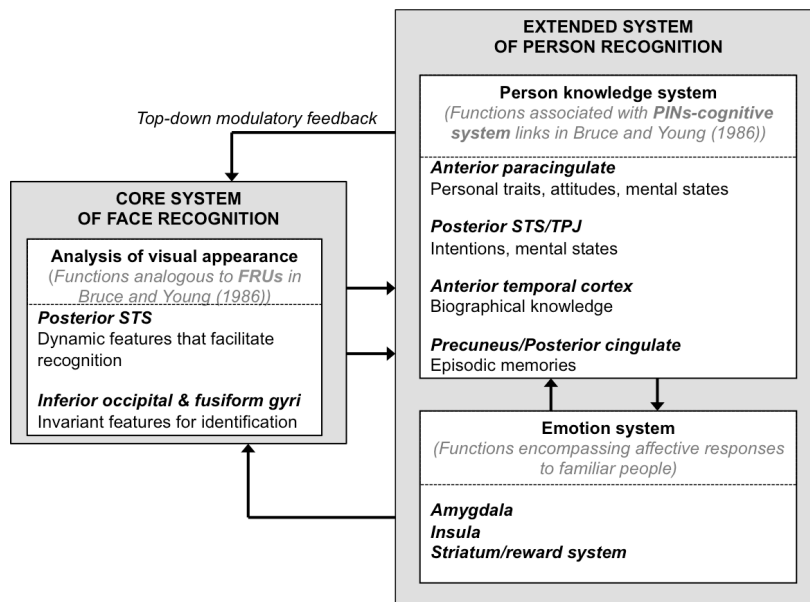 EXTENDED SYSTEM
OF PERSON RECOGNITION
Person knowledge system
(Functions associated with PINs-cognitive
system links in Bruce and Young (1986))
Anterior paracingulate
Personal traits, attitudes, mental states
Posterior STS/TPJ
Intentions, mental states
Anterior temporal cortex
Biographical knowledge
Precuneus/Posterior cingulate
Episodic memories
Top-down modulatory feedback
CORE SYSTEM
OF FACE RECOGNITION
Analysis of visual appearance
(Functions analogous to FRUs in
Bruce and Young (1986))
Posterior STS
Dynamic features that facilitate
recognition
Inferior occipital & fusiform gyri
Invariant features for identification
Emotion system
(Functions encompassing affective responses
to familiar people)
Amygdala
Insula
Striatum/reward system